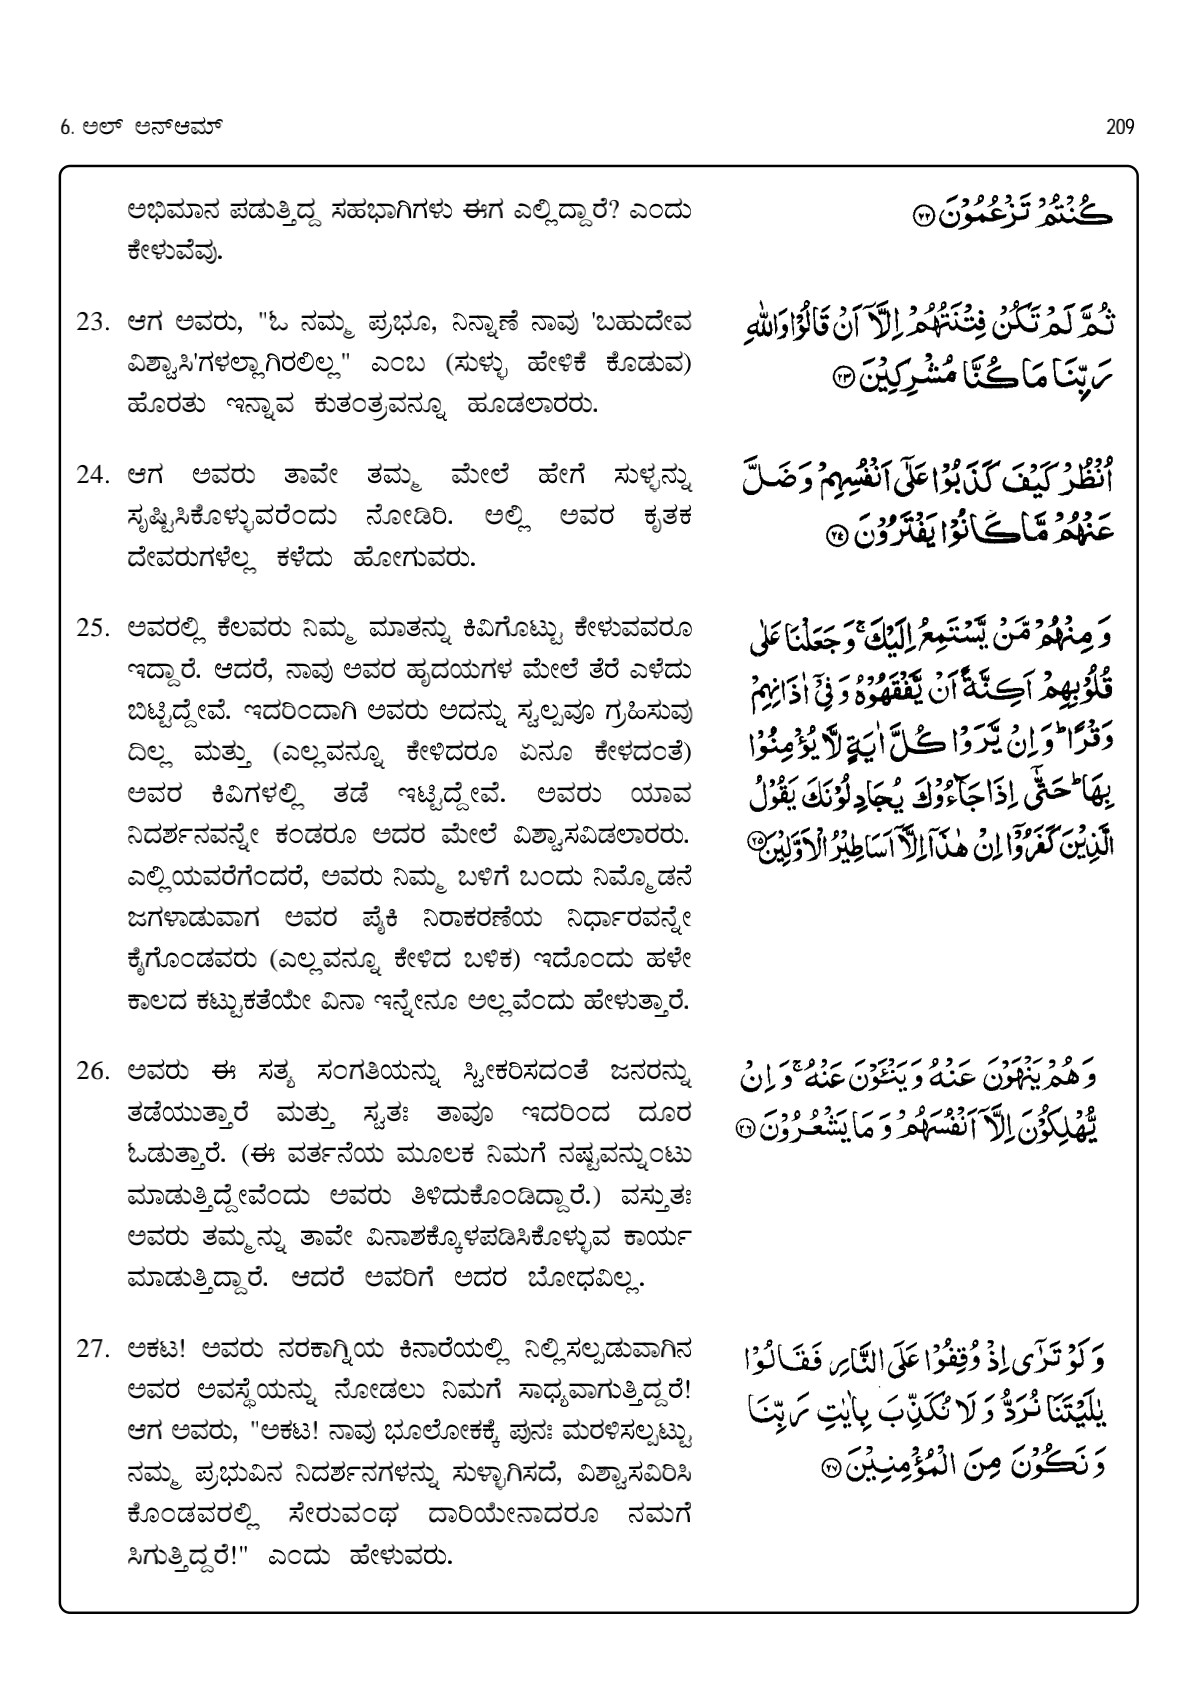 6. ಅಲ್ ಅನ್‌ಆಮ್
209
ಅಭಿಮಾನ ಪಡುತ್ತಿದ್ದ ಸಹಭಾಗಿಗಳು ಈಗ ಎಲ್ಲಿದ್ದಾರೆ? ಎಂದು
ಕೇಳುವೆವು.
كُنْتُمْ تَزْعُمُوْنَ ﴿٢٢﴾
23. ಆಗ ಅವರು, "ಓ ನಮ್ಮ ಪ್ರಭೂ, ನಿನ್ನಾಣೆ ನಾವು 'ಬಹುದೇವ
ವಿಶ್ವಾಸಿ'ಗಳಲ್ಲಾಗಿರಲಿಲ್ಲ" ಎಂಬ (ಸುಳ್ಳು ಹೇಳಿಕೆ ಕೊಡುವ)
ಹೊರತು ಇನ್ನಾವ ಕುತಂತ್ರವನ್ನೂ ಹೂಡಲಾರರು.
ثُمَّ لَمْ تَكُنْ فِتْنَتُهُمْ اِلَّاۤ اَنْ قَالُوْا وَاللّٰهِ
رَبِّنَا مَا كُنَّا مُشْرِكِيْنَ ﴿٢٣﴾
24. ಆಗ ಅವರು ತಾವೇ ತಮ್ಮ ಮೇಲೆ ಹೇಗೆ ಸುಳ್ಳನ್ನು
ಸೃಷ್ಟಿಸಿಕೊಳ್ಳುವರೆಂದು ನೋಡಿರಿ. ಅಲ್ಲಿ ಅವರ ಕೃತಕ
ದೇವರುಗಳೆಲ್ಲ ಕಳೆದು ಹೋಗುವರು.
اُنْظُرْ كَيْفَ كَذَبُوْا عَلٰۤى اَنْفُسِهِمْ وَضَلَّ
عَنْهُمْ مَّا كَانُوْا يَفْتَرُوْنَ ﴿٢٤﴾
25. ಅವರಲ್ಲಿ ಕೆಲವರು ನಿಮ್ಮ ಮಾತನ್ನು ಕಿವಿಗೊಟ್ಟು ಕೇಳುವವರೂ
ಇದ್ದಾರೆ. ಆದರೆ, ನಾವು ಅವರ ಹೃದಯಗಳ ಮೇಲೆ ತೆರೆ ಎಳೆದು
ಬಿಟ್ಟಿದ್ದೇವೆ. ಇದರಿಂದಾಗಿ ಅವರು ಅದನ್ನು ಸ್ವಲ್ಪವೂ ಗ್ರಹಿಸುವು
ದಿಲ್ಲ ಮತ್ತು (ಎಲ್ಲವನ್ನೂ ಕೇಳಿದರೂ ಏನೂ ಕೇಳದಂತೆ)
ಅವರ ಕಿವಿಗಳಲ್ಲಿ ತಡೆ ಇಟ್ಟಿದ್ದೇವೆ. ಅವರು ಯಾವ
ನಿದರ್ಶನವನ್ನೇ ಕಂಡರೂ ಅದರ ಮೇಲೆ ವಿಶ್ವಾಸವಿಡಲಾರರು.
ಎಲ್ಲಿಯವರೆಗೆಂದರೆ, ಅವರು ನಿಮ್ಮ ಬಳಿಗೆ ಬಂದು ನಿಮ್ಮೊಡನೆ
ಜಗಳಾಡುವಾಗ ಅವರ ಪೈಕಿ ನಿರಾಕರಣೆಯ ನಿರ್ಧಾರವನ್ನೇ
ಕೈಗೊಂಡವರು (ಎಲ್ಲವನ್ನೂ ಕೇಳಿದ ಬಳಿಕ) ಇದೊಂದು ಹಳೇ
ಕಾಲದ ಕಟ್ಟುಕತೆಯೇ ವಿನಾ ಇನ್ನೇನೂ ಅಲ್ಲವೆಂದು ಹೇಳುತ್ತಾರೆ.
وَمِنْهُمْ مَّنْ يَّسْتَمِعُ اِلَيْكَ ۚ وَجَعَلْنَا عَلٰى
قُلُوْبِهِمْ اَكِنَّةً اَنْ يَّفْقَهُوْهُ وَفِيْۤ اٰذَانِهِمْ
وَقْرًا ؕ وَاِنْ يَّرَوْا كُلَّ اٰيَةٍ لَّا يُؤْمِنُوْا
بِهَا ؕ حَتّٰۤى اِذَا جَآءُوْكَ يُجَادِلُوْنَكَ يَقُوْلُ
الَّذِيْنَ كَفَرُوْۤا اِنْ هٰذَاۤ اِلَّاۤ اَسَاطِيْرُ الْاَوَّلِيْنَ ﴿٢٥﴾
26. ಅವರು ಈ ಸತ್ಯ ಸಂಗತಿಯನ್ನು ಸ್ವೀಕರಿಸದಂತೆ ಜನರನ್ನು
ತಡೆಯುತ್ತಾರೆ ಮತ್ತು ಸ್ವತಃ ತಾವೂ ಇದರಿಂದ ದೂರ
ಓಡುತ್ತಾರೆ. (ಈ ವರ್ತನೆಯ ಮೂಲಕ ನಿಮಗೆ ನಷ್ಟವನ್ನುಂಟು
ಮಾಡುತ್ತಿದ್ದೇವೆಂದು ಅವರು ತಿಳಿದುಕೊಂಡಿದ್ದಾರೆ.) ವಸ್ತುತಃ
ಅವರು ತಮ್ಮನ್ನು ತಾವೇ ವಿನಾಶಕ್ಕೊಳಪಡಿಸಿಕೊಳ್ಳುವ ಕಾರ್ಯ
ಮಾಡುತ್ತಿದ್ದಾರೆ. ಆದರೆ ಅವರಿಗೆ ಅದರ ಬೋಧವಿಲ್ಲ.
وَهُمْ يَنْهَوْنَ عَنْهُ وَيَنْئَوْنَ عَنْهُ ۚ وَاِنْ
يُّهْلِكُوْنَ اِلَّاۤ اَنْفُسَهُمْ وَمَا يَشْعُرُوْنَ ﴿٢٦﴾
27. ಅಕಟ! ಅವರು ನರಕಾಗ್ನಿಯ ಕಿನಾರೆಯಲ್ಲಿ ನಿಲ್ಲಿಸಲ್ಪಡುವಾಗಿನ
ಅವರ ಅವಸ್ಥೆಯನ್ನು ನೋಡಲು ನಿಮಗೆ ಸಾಧ್ಯವಾಗುತ್ತಿದ್ದರೆ!
ಆಗ ಅವರು, "ಅಕಟ! ನಾವು ಭೂಲೋಕಕ್ಕೆ ಪುನಃ ಮರಳಿಸಲ್ಪಟ್ಟು
ನಮ್ಮ ಪ್ರಭುವಿನ ನಿದರ್ಶನಗಳನ್ನು ಸುಳ್ಳಾಗಿಸದೆ, ವಿಶ್ವಾಸವಿರಿಸಿ
ಕೊಂಡವರಲ್ಲಿ ಸೇರುವಂಥ ದಾರಿಯೇನಾದರೂ ನಮಗೆ
ಸಿಗುತ್ತಿದ್ದರೆ!" ಎಂದು ಹೇಳುವರು.
وَلَوْ تَرٰۤى اِذْ وُقِفُوْا عَلَى النَّارِ فَقَالُوْا
يٰلَيْتَنَا نُرَدُّ وَلَا نُكَذِّبَ بِاٰيٰتِ رَبِّنَا
وَنَكُوْنَ مِنَ الْمُؤْمِنِيْنَ ﴿٢٧﴾